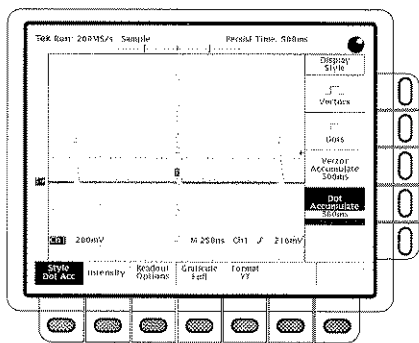 Tek Run: 200MS/s Sample Persist Time: 500ms
Display
Style
Vectors
Dots
Vector
Accumulate
500ms
Dot
Accumulate
500ms
Ch1 200mV M 250ns Ch1 216mV
Style
Dot Acc
Intensity
Readout
Options
Graticule
Full
Format
YT